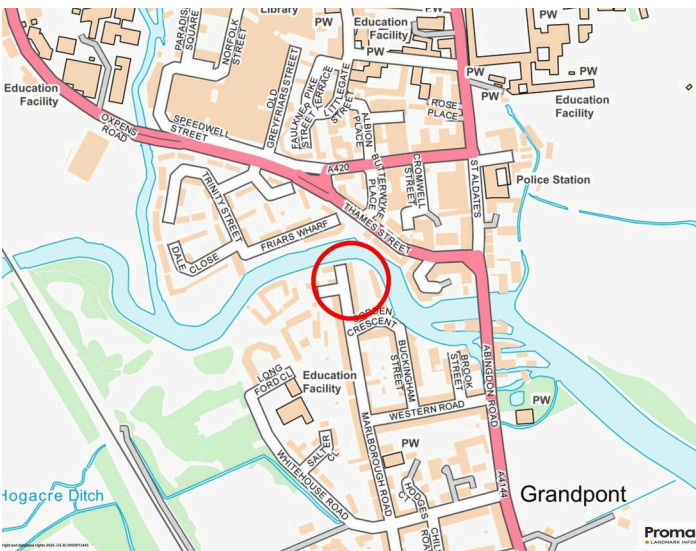 Library
PW
Education
Facility
PW
PW
PARADISE
SQUARE
NORFOLK
STREET
OLD
GREYFRIARS STREET
FAULKNER
STREET
PIKE
TERRACE
LITTLEGATE
STREET
PW
PW
PW
Education
Facility
Education
Facility
ROSE
PLACE
OXPENS
ROAD
SPEEDWELL
STREET
ALBION
PLACE
A420
BUTTERWYKE
PLACE
CROMWELL
STREET
ST ALDATE'S
Police Station
TRINITY STREET
THAMES STREET
FRIARS WHARF
DALE
CLOSE
CRESCENT
BUCKINGHAM
STREET
BROOK
STREET
ABINGDON ROAD
LONG
FORD CL
Education
Facility
PW
WESTERN ROAD
MARLBOROUGH ROAD
SALTER
CL
PW
WHITEHOUSE ROAD
HODGES
CT
A4144
Grandpont
Hogacre Ditch
ROAD
Proma
LANDMARK INFOR